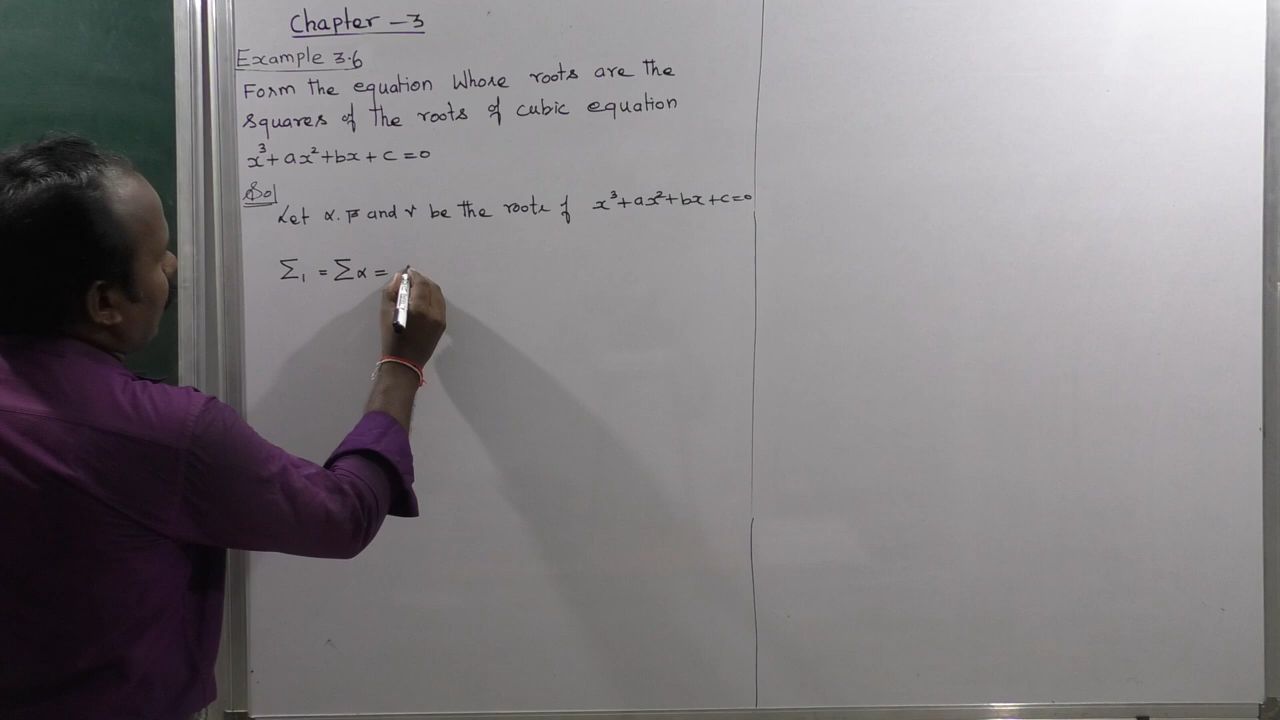 Chapter - 3
Example 3.6
Form the equation Whose roots are the
squares of the roots of cubic equation
x³ + ax² + bx + c = 0
Sol
Let α, β and γ be the roots of x³ + ax² + bx + c = 0
Σ₁ = Σα =